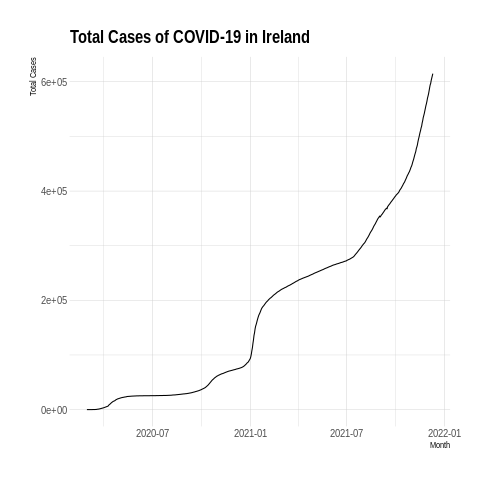 Total Cases of COVID-19 in Ireland
Total Cases
6e+05
4e+05
2e+05
0e+00
2020-07 2021-01 2021-07 2022-01
Month